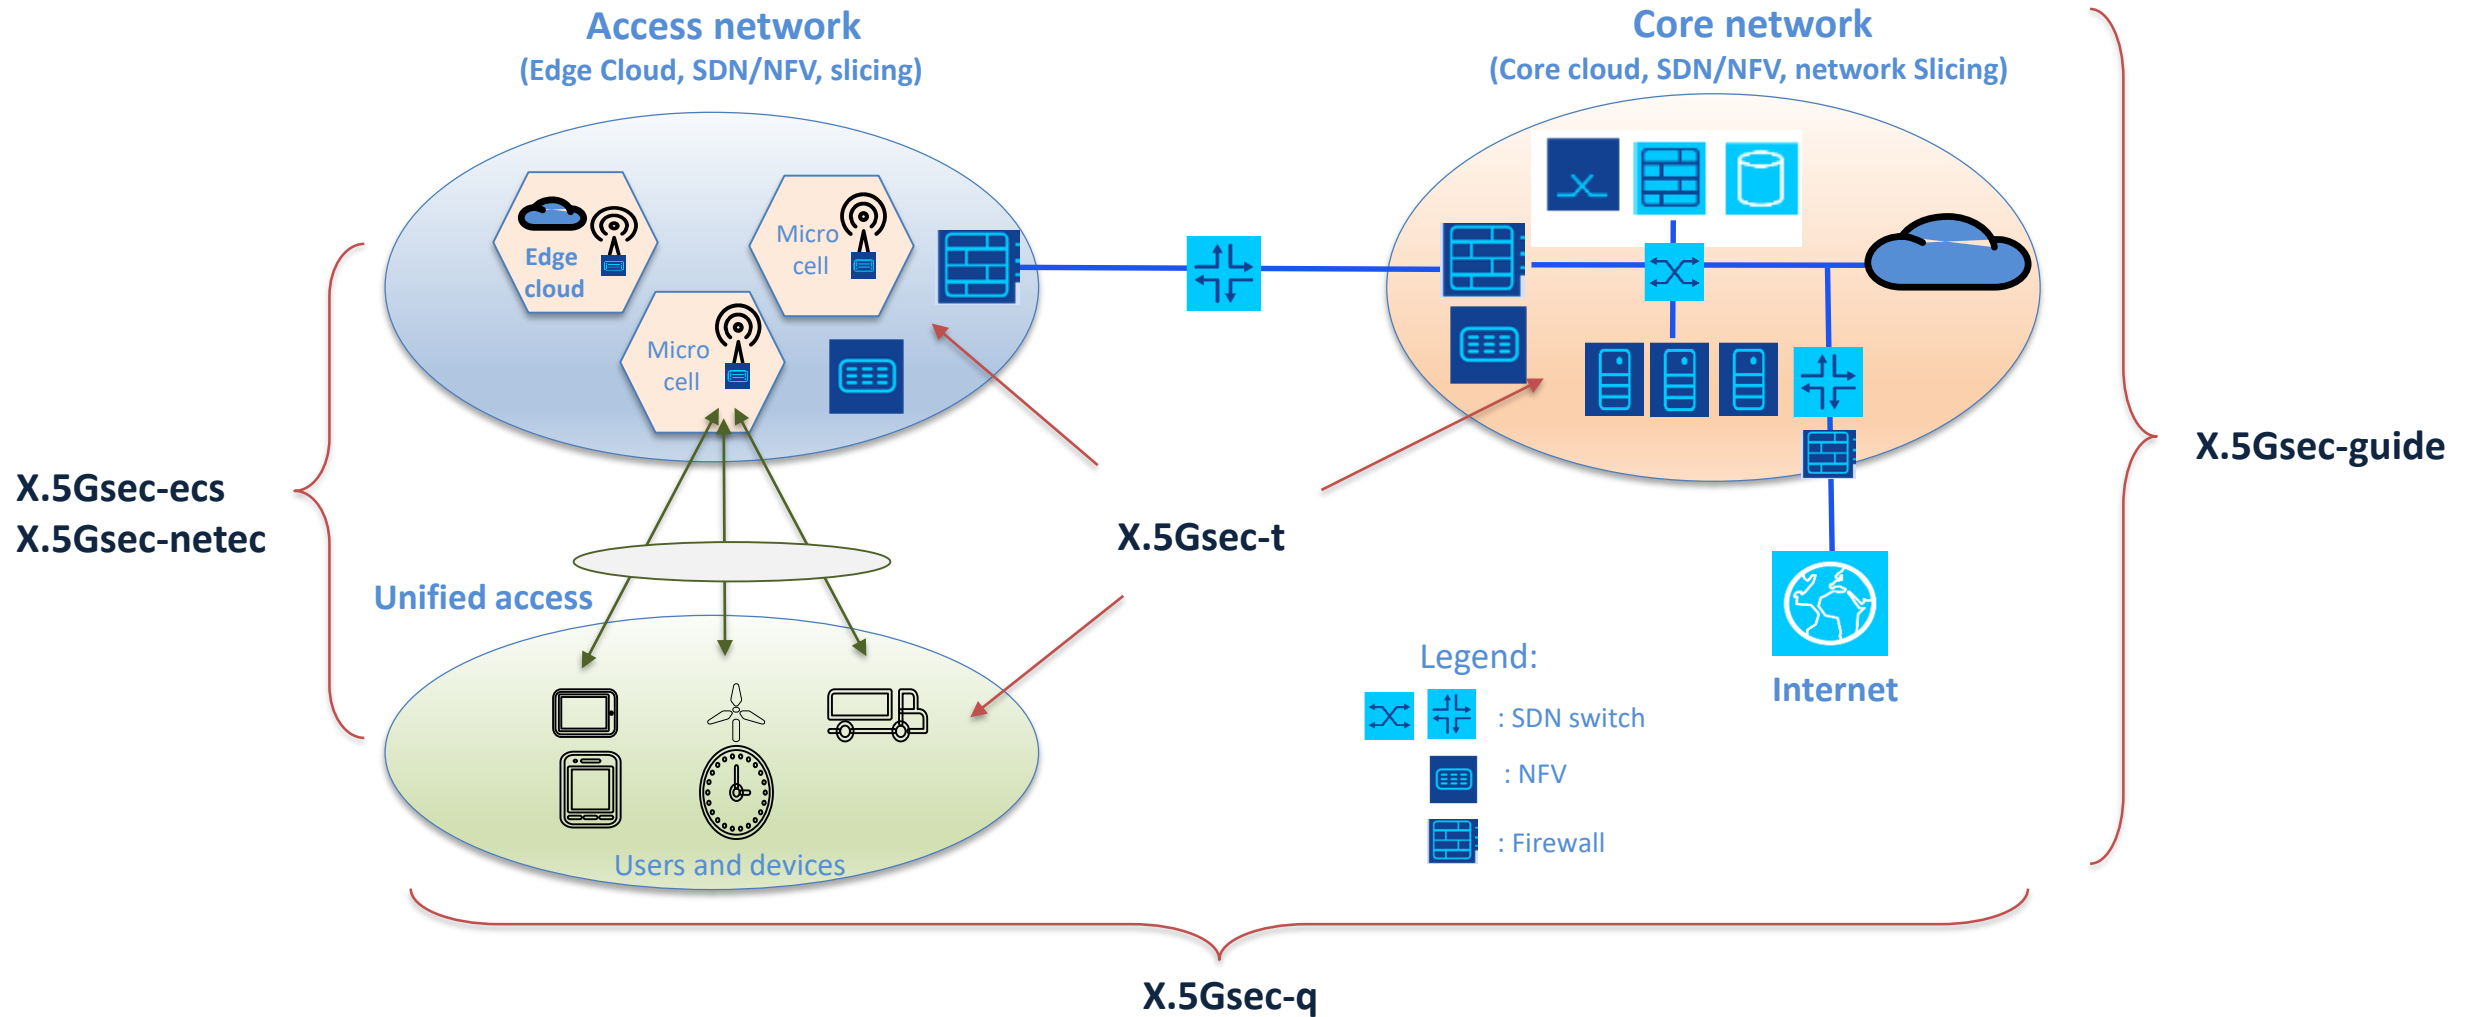 Access network
(Edge Cloud, SDN/NFV, slicing)
Core network
(Core cloud, SDN/NFV, network Slicing)
Edge
cloud
Micro
cell
Micro
cell
X.5Gsec-ecs
X.5Gsec-netec
X.5Gsec-guide
X.5Gsec-t
Unified access
Users and devices
Internet
Legend:
: SDN switch
: NFV
: Firewall
X.5Gsec-q